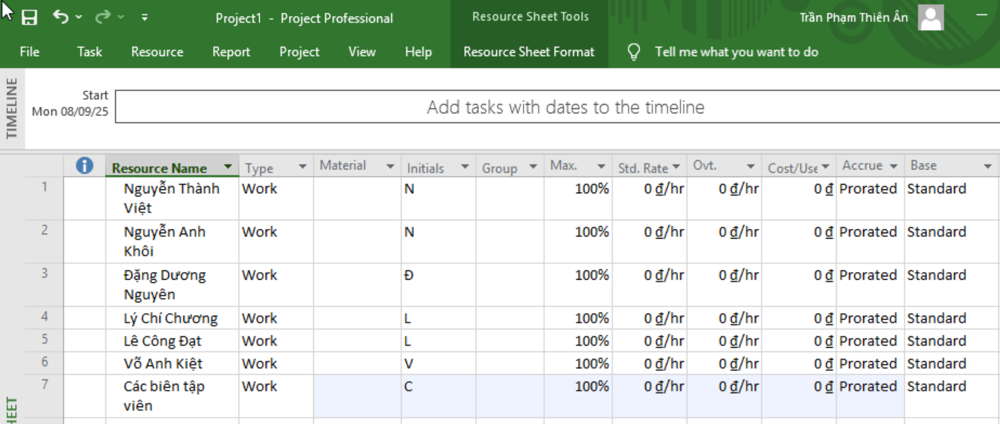 Project1 - Project Professional
Resource Sheet Tools
Trần Phạm Thiên Ân
File Task Resource Report Project View Help Resource Sheet Format Tell me what you want to do
TIMELINE
Start
Mon 08/09/25
Add tasks with dates to the timeline
Resource Name Type Material Initials Group Max. Std. Rate Ovt. Cost/Use Accrue Base
1 Nguyễn Thành Work N 100% 0 ₫/hr 0 ₫/hr 0 ₫ Prorated Standard
Việt
2 Nguyễn Anh Work N 100% 0 ₫/hr 0 ₫/hr 0 ₫ Prorated Standard
Khôi
3 Đặng Dương Work Đ 100% 0 ₫/hr 0 ₫/hr 0 ₫ Prorated Standard
Nguyên
4 Lý Chí Chương Work L 100% 0 ₫/hr 0 ₫/hr 0 ₫ Prorated Standard
5 Lê Công Đạt Work L 100% 0 ₫/hr 0 ₫/hr 0 ₫ Prorated Standard
6 Võ Anh Kiệt Work V 100% 0 ₫/hr 0 ₫/hr 0 ₫ Prorated Standard
7 Các biên tập Work C 100% 0 ₫/hr 0 ₫/hr 0 ₫ Prorated Standard
viên
HEET